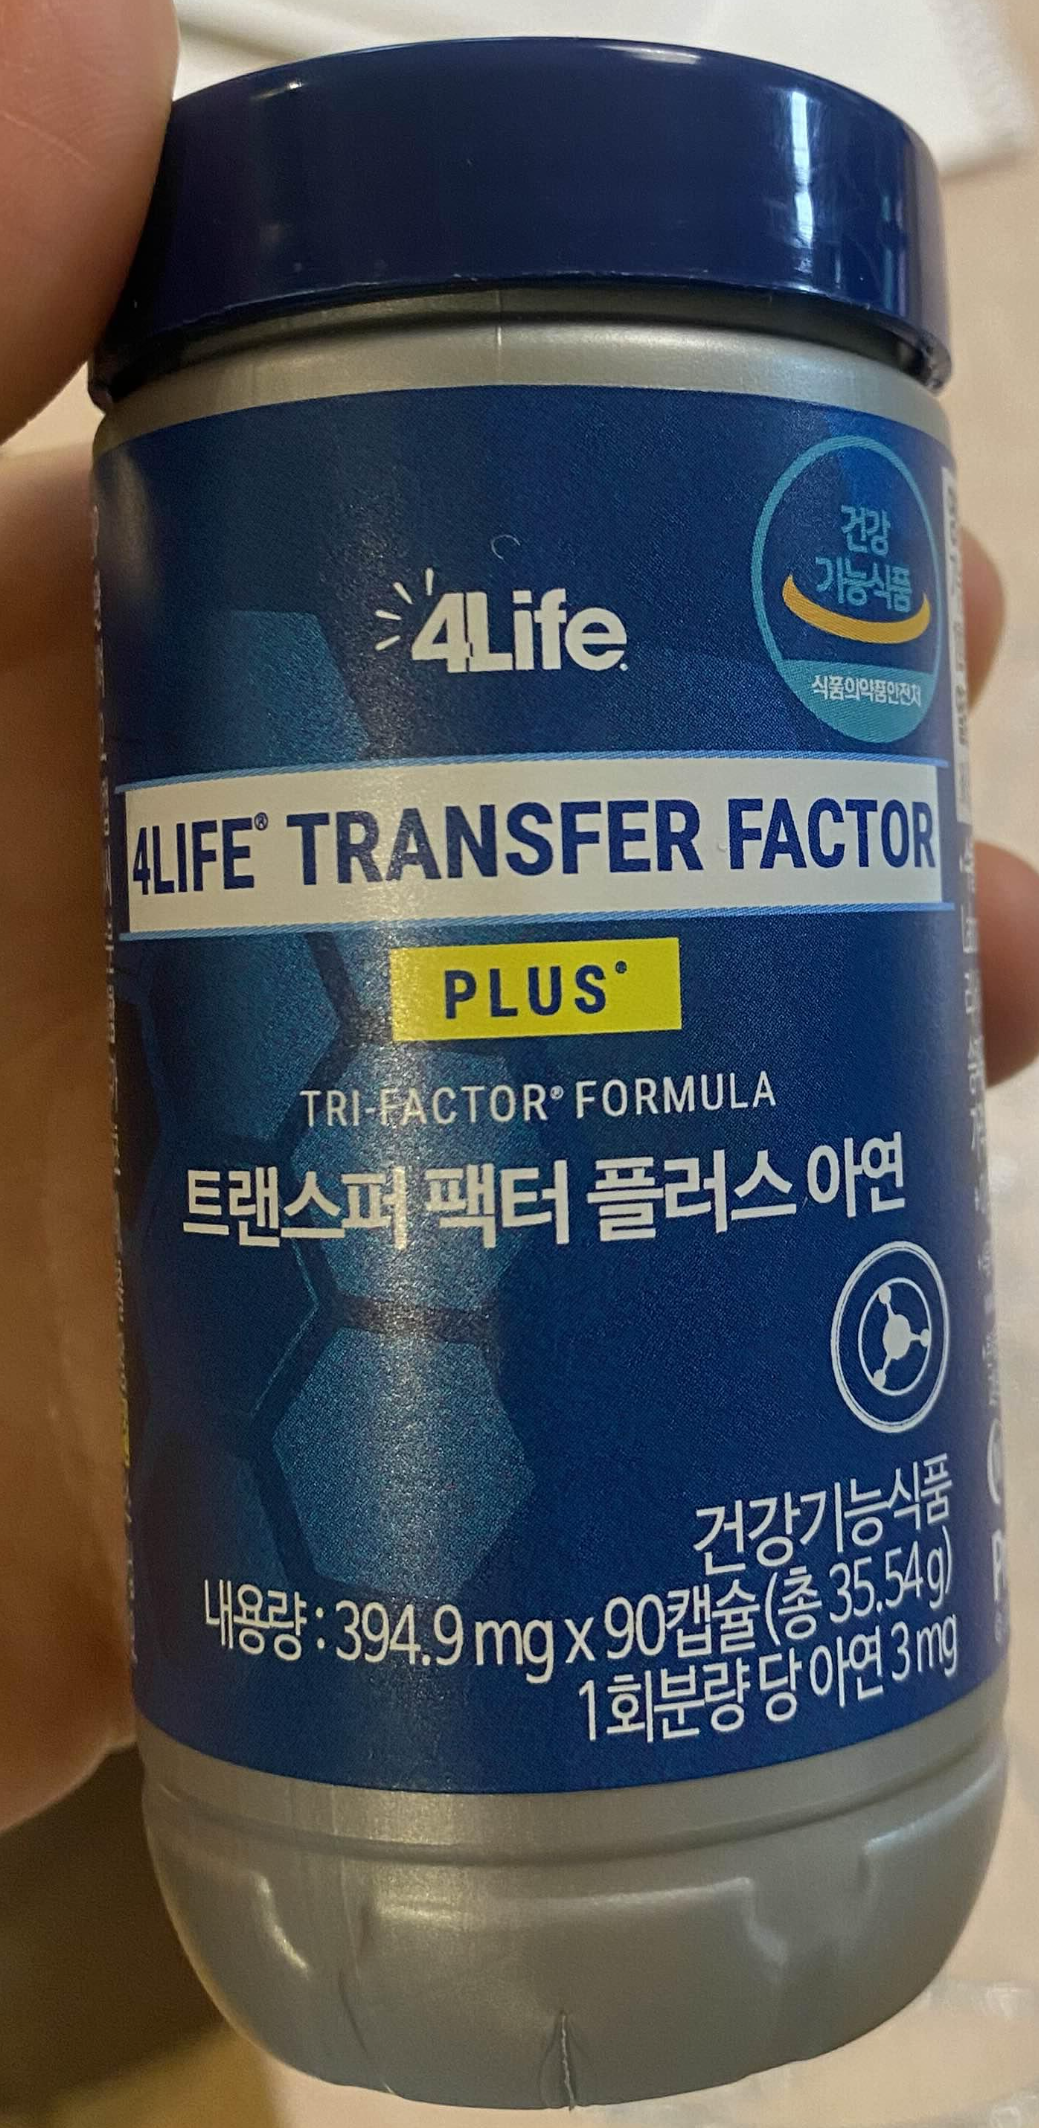 건강
기능식품
식품의약품안전처
4Life®
4LIFE® TRANSFER FACTOR
PLUS®
TRI-FACTOR® FORMULA
트랜스퍼 팩터 플러스 아연
건강기능식품
내용량 : 394.9 mg x 90캡슐 (총 35.54 g)
1회분량 당 아연 3 mg